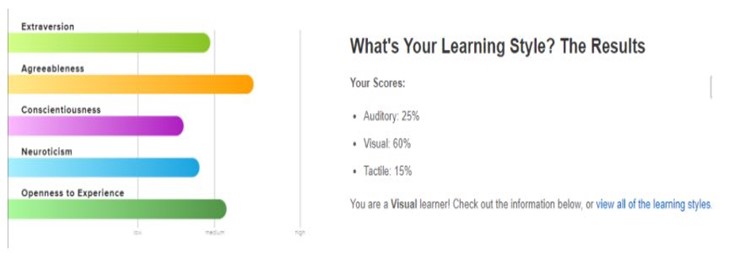 Extraversion
Agreeableness
Conscientiousness
Neuroticism
Openness to Experience
low
medium
high
What's Your Learning Style? The Results
Your Scores:
• Auditory: 25%
• Visual: 60%
• Tactile: 15%
You are a Visual learner! Check out the information below, or view all of the learning styles.